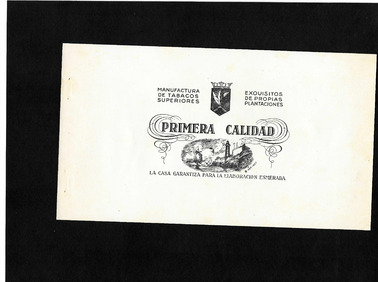 MANUFACTURA
DE TABACOS
SUPERIORES
EXQUISITOS
DE PROPIAS
PLANTACIONES
PRIMERA CALIDAD
LA CASA GARANTIZA PARA LA ELABORACION ESMERADA